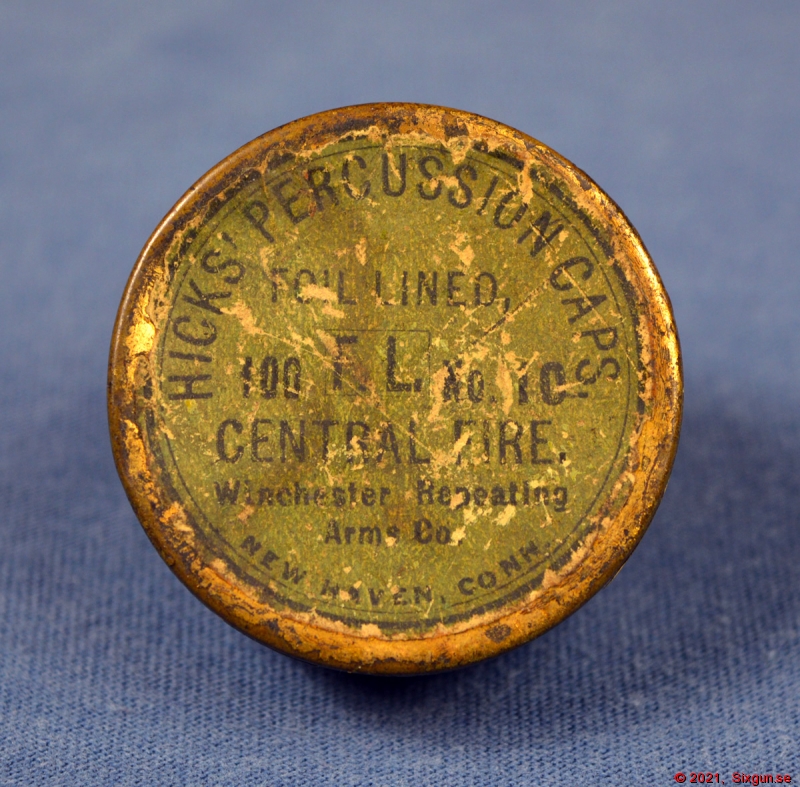 HICKS' PERCUSSION CAPS,
FOIL LINED,
100 F. L. No. 10
CENTRAL FIRE.
Winchester Repeating
Arms Co.
NEW HAVEN, CONN.
© 2021, Sixgun.se